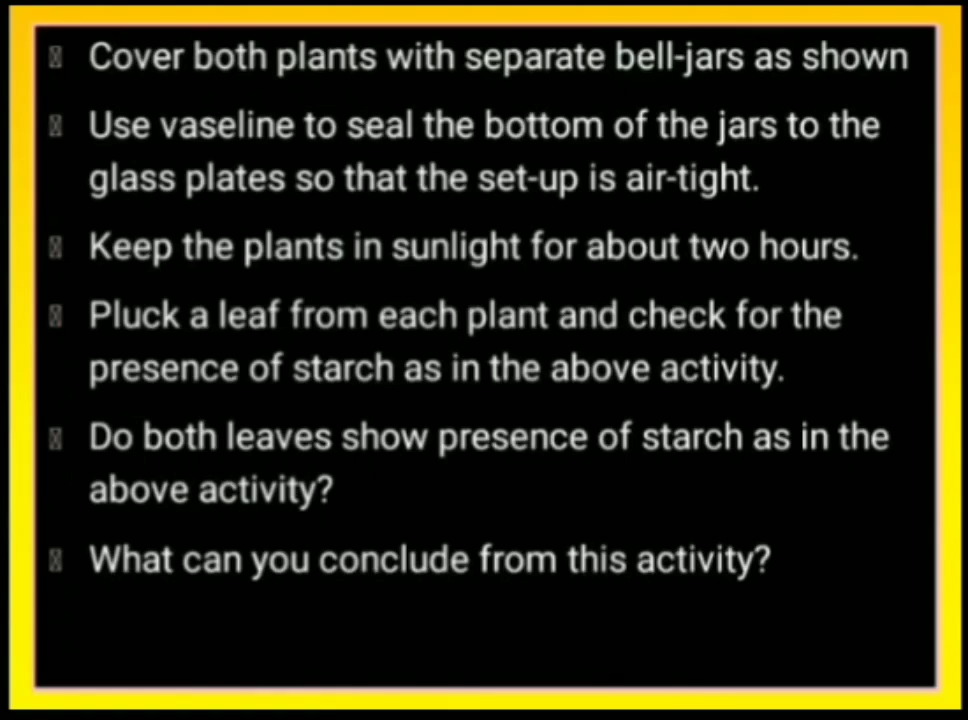 Cover both plants with separate bell-jars as shown
Use vaseline to seal the bottom of the jars to the
glass plates so that the set-up is air-tight.
Keep the plants in sunlight for about two hours.
Pluck a leaf from each plant and check for the
presence of starch as in the above activity.
Do both leaves show presence of starch as in the
above activity?
What can you conclude from this activity?